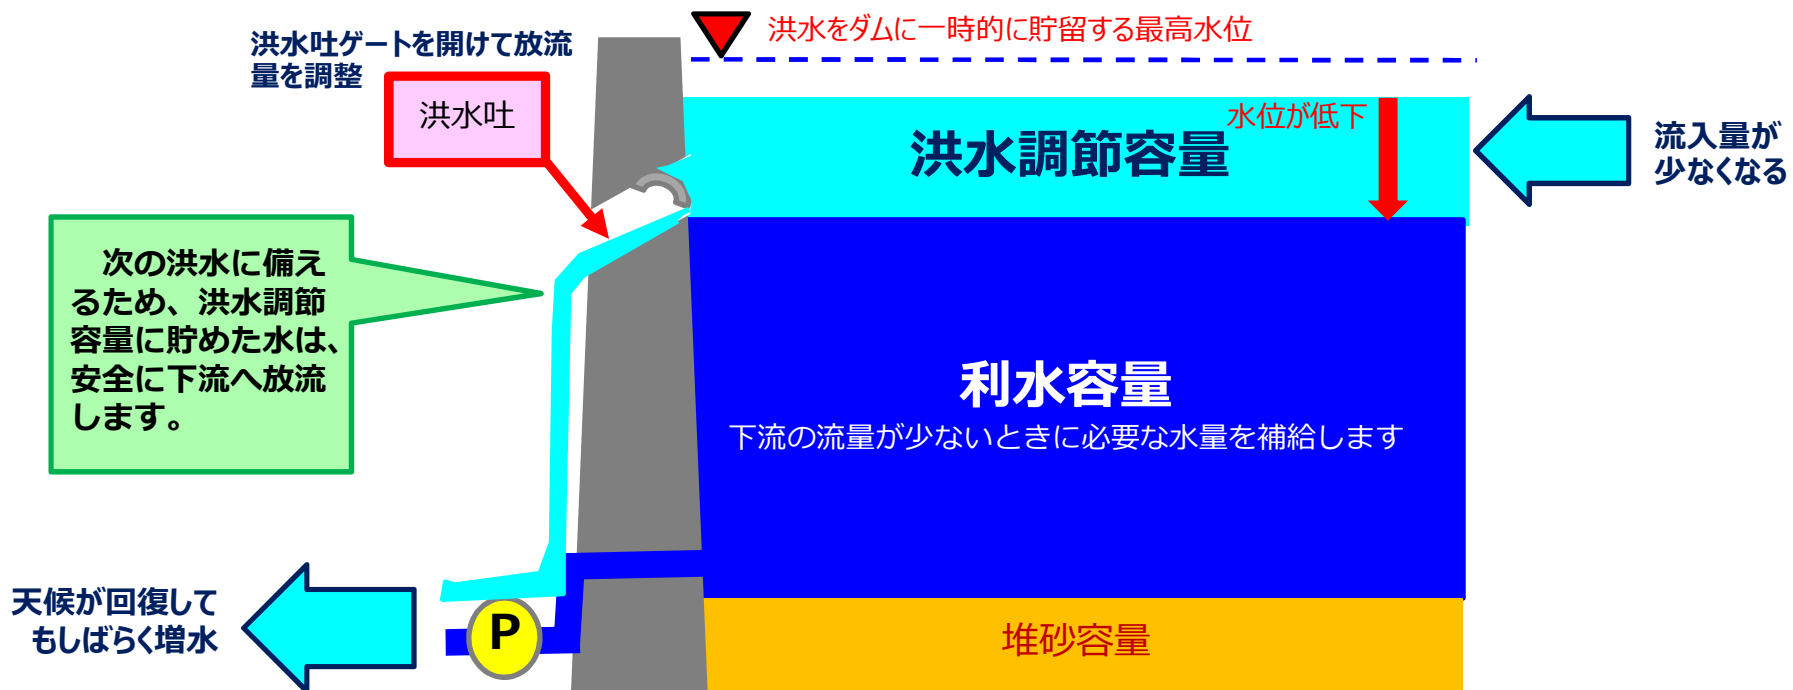 洪水をダムに一時的に貯留する最高水位
洪水吐ゲートを開けて放流
量を調整
洪水吐
水位が低下
洪水調節容量
流入量が
少なくなる
次の洪水に備え
るため、洪水調節
容量に貯めた水は、
安全に下流へ放流
します。
利水容量
下流の流量が少ないときに必要な水量を補給します
天候が回復して
もしばらく増水
P
堆砂容量